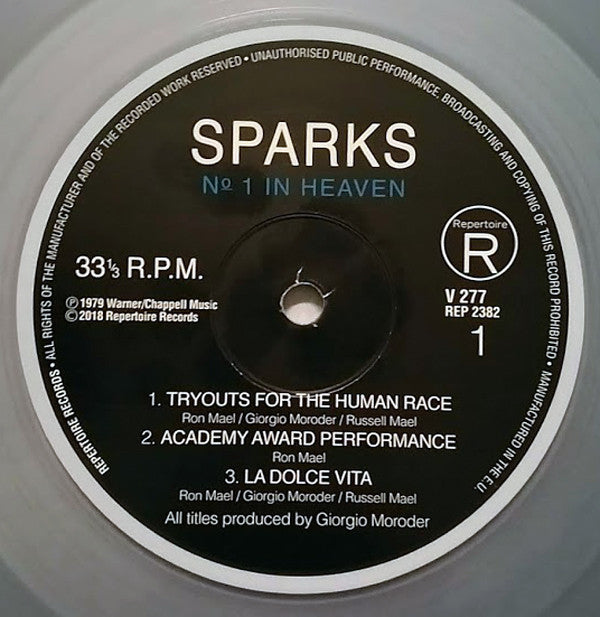 REPERTOIRE RECORDS • ALL RIGHTS OF THE MANUFACTURER AND OF THE RECORDED WORK RESERVED • UNAUTHORISED PUBLIC PERFORMANCE, BROADCASTING AND COPYING OF THIS RECORD PROHIBITED • MANUFACTURED IN THE E.U.
SPARKS
Nº 1 IN HEAVEN
Repertoire
R
33⅓ R.P.M.
V 277
REP 2382
1
℗ 1979 Warner/Chappell Music
© 2018 Repertoire Records
1. TRYOUTS FOR THE HUMAN RACE
Ron Mael / Giorgio Moroder / Russell Mael
2. ACADEMY AWARD PERFORMANCE
Ron Mael
3. LA DOLCE VITA
Ron Mael / Giorgio Moroder / Russell Mael
All titles produced by Giorgio Moroder